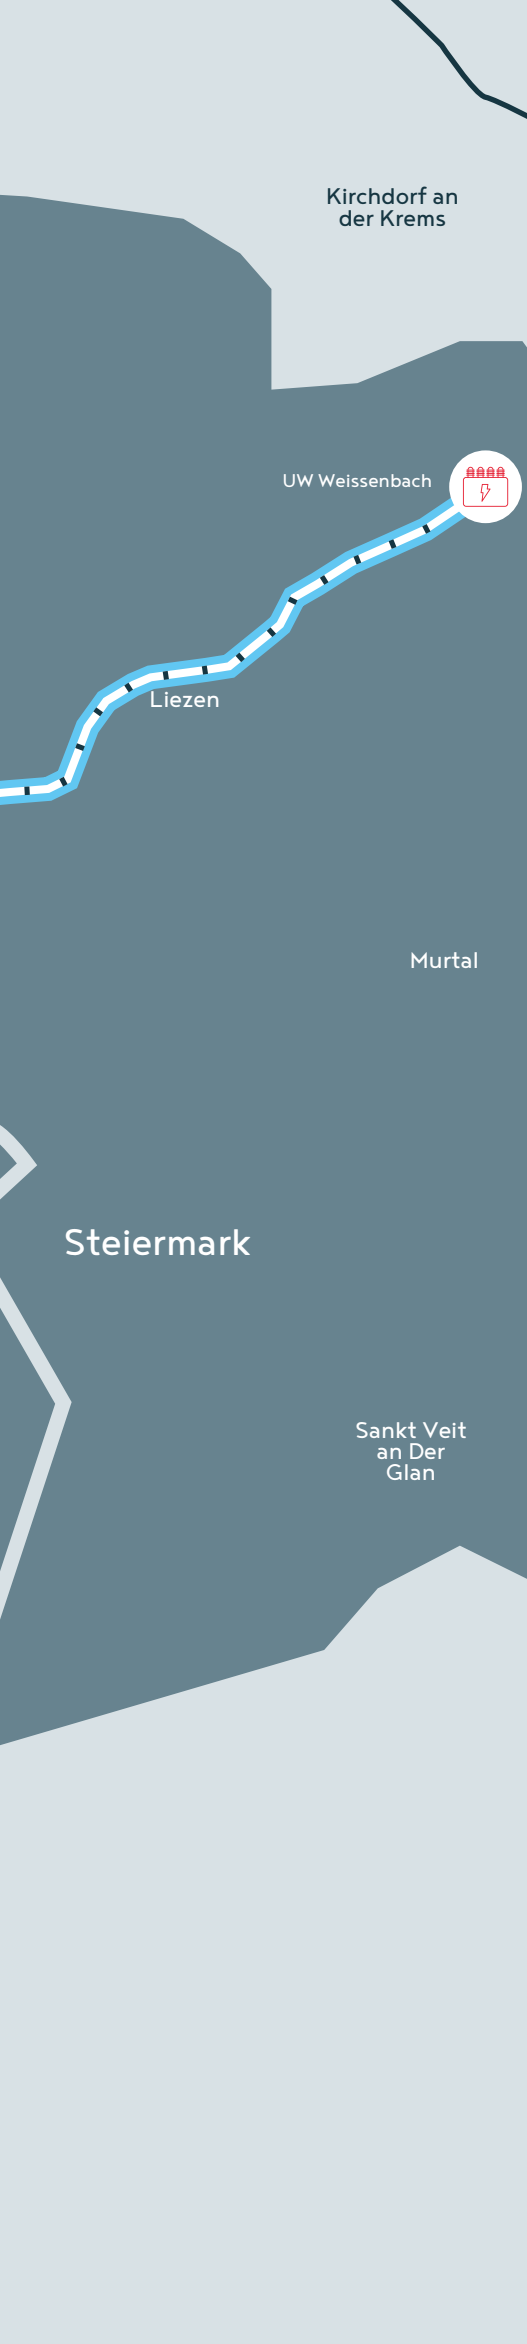 Kirchdorf an
der Krems
UW Weissenbach
Liezen
Murtal
Steiermark
Sankt Veit
an Der
Glan